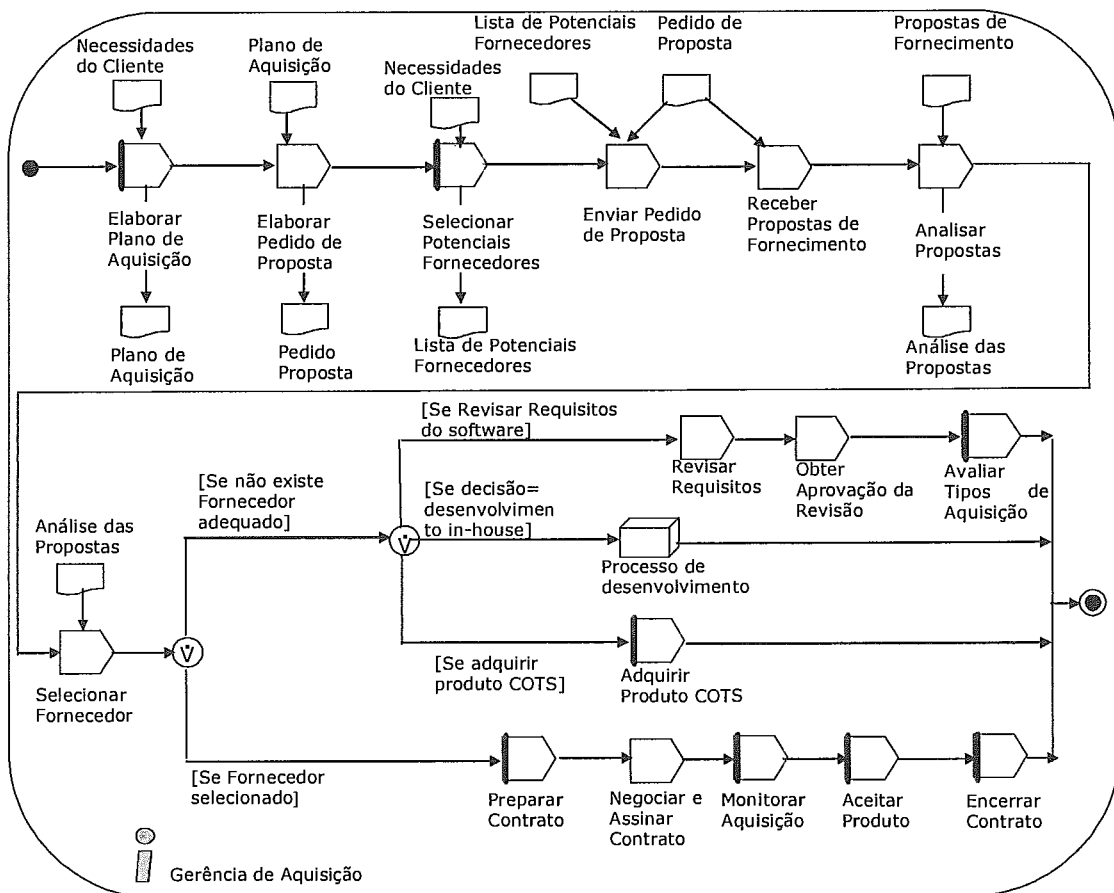 Necessidades
do Cliente
Plano de
Aquisição
Necessidades
do Cliente
Lista de Potenciais
Fornecedores
Pedido de
Proposta
Propostas de
Fornecimento
Elaborar
Plano de
Aquisição
Elaborar
Pedido de
Proposta
Selecionar
Potenciais
Fornecedores
Enviar Pedido
de Proposta
Receber
Propostas de
Fornecimento
Analisar
Propostas
Plano de
Aquisição
Pedido
Proposta
Lista de Potenciais
Fornecedores
Análise das
Propostas
[Se Revisar Requisitos
do software]
Revisar
Requisitos
Obter
Aprovação da
Revisão
Avaliar
Tipos de
Aquisição
[Se não existe
Fornecedor
adequado]
[Se decisão=
desenvolvimen
to in-house]
Processo de
desenvolvimento
Análise das
Propostas
Selecionar
Fornecedor
[Se adquirir
produto COTS]
Adquirir
Produto COTS
[Se Fornecedor
selecionado]
Preparar
Contrato
Negociar e
Assinar
Contrato
Monitorar
Aquisição
Aceitar
Produto
Encerrar
Contrato
Gerência de Aquisição